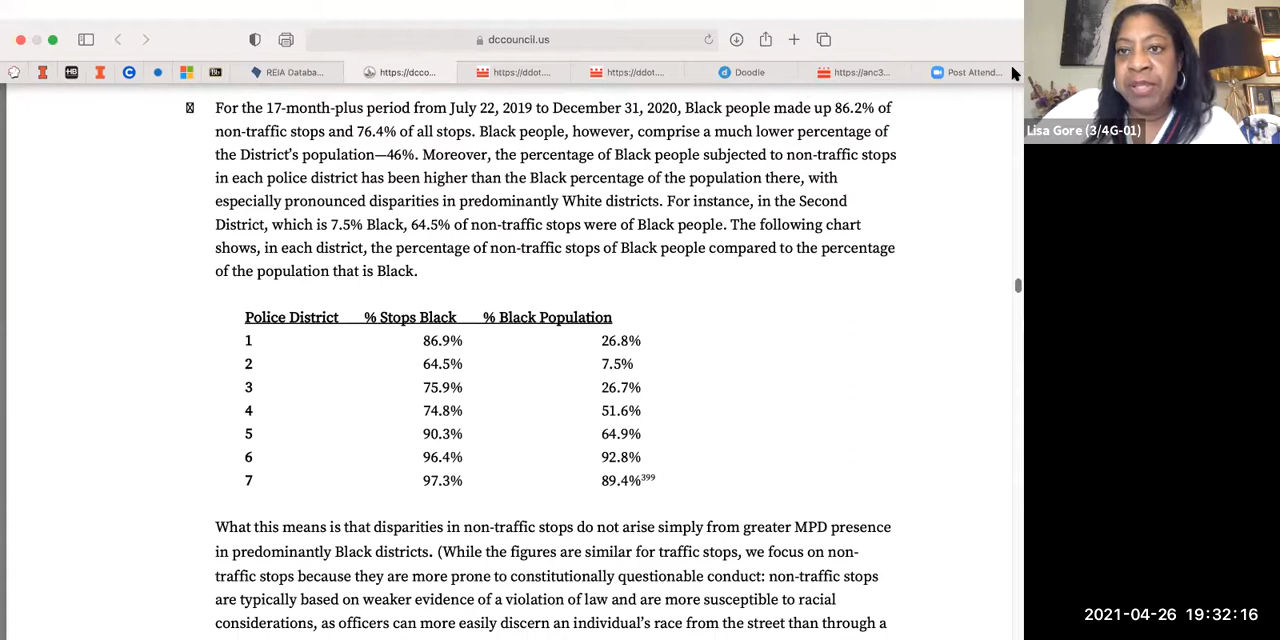 dccouncil.us
REIA Databa...
https://dcco...
https://ddot....
https://ddot....
Doodle
https://anc3...
Post Attend...
Lisa Gore (3/4G-01)
For the 17-month-plus period from July 22, 2019 to December 31, 2020, Black people made up 86.2% of
non-traffic stops and 76.4% of all stops. Black people, however, comprise a much lower percentage of
the District's population—46%. Moreover, the percentage of Black people subjected to non-traffic stops
in each police district has been higher than the Black percentage of the population there, with
especially pronounced disparities in predominantly White districts. For instance, in the Second
District, which is 7.5% Black, 64.5% of non-traffic stops were of Black people. The following chart
shows, in each district, the percentage of non-traffic stops of Black people compared to the percentage
of the population that is Black.
Police District % Stops Black % Black Population
1 86.9% 26.8%
2 64.5% 7.5%
3 75.9% 26.7%
4 74.8% 51.6%
5 90.3% 64.9%
6 96.4% 92.8%
7 97.3% 89.4%399
What this means is that disparities in non-traffic stops do not arise simply from greater MPD presence
in predominantly Black districts. (While the figures are similar for traffic stops, we focus on non-
traffic stops because they are more prone to constitutionally questionable conduct: non-traffic stops
are typically based on weaker evidence of a violation of law and are more susceptible to racial
considerations, as officers can more easily discern an individual's race from the street than through a
2021-04-26 19:32:16